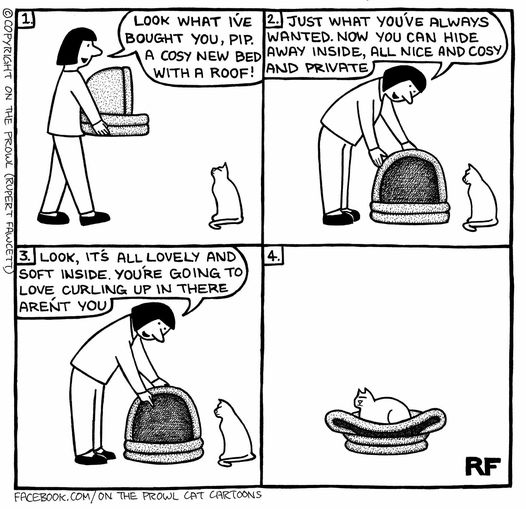 ©COPYRIGHT ON THE PROWL (RUPERT FAWCETT)
1.
LOOK WHAT I'VE
BOUGHT YOU, PIP.
A COSY NEW BED
WITH A ROOF!
2.
JUST WHAT YOU'VE ALWAYS
WANTED. NOW YOU CAN HIDE
AWAY INSIDE, ALL NICE AND COSY
AND PRIVATE
3.
LOOK, IT'S ALL LOVELY AND
SOFT INSIDE. YOU'RE GOING TO
LOVE CURLING UP IN THERE
AREN'T YOU
4.
RF
FACEBOOK.COM/ON THE PROWL CAT CARTOONS